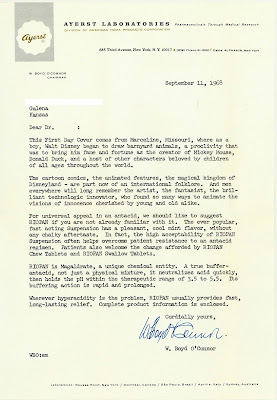 AYERST LABORATORIES Pharmaceuticals Through Medical Research
DIVISION OF AMERICAN HOME PRODUCTS CORPORATION
Ayerst
685 Third Avenue, New York, N.Y. 10017
W. BOYD O'CONNOR
CHAIRMAN
September 11, 1968
Galena
Kansas
Dear Dr. :
This First Day Cover comes from Marceline, Missouri, where as a
boy, Walt Disney began to draw barnyard animals, a proclivity that
was to bring him fame and fortune as the creator of Mickey Mouse,
Donald Duck, and a host of other characters beloved by children
of all ages throughout the world.
The cartoon comics, the animated features, the magical kingdom of
Disneyland - are part now of an international folklore. And men
everywhere will long remember the artist, the fantasist, the bril-
liant technologic innovator, who found so many ways to animate the
visions of innocence cherished by young and old alike.
For universal appeal in an antacid, we should like to suggest
RIOPAN if you are not already familiar with it. The ever popular,
fast acting Suspension has a pleasant, cool mint flavor, without
any chalky aftertaste. In fact, the high acceptability of RIOPAN
Suspension often helps overcome patient resistance to an antacid
regimen. Patients also welcome the change afforded by RIOPAN
Chew Tablets and RIOPAN Swallow Tablets.
RIOPAN is Magaldrate, a unique chemical entity. A true buffer-
antacid, not just a physical mixture, it neutralizes acid quickly,
then holds the pH within the therapeutic range of 3.5 to 5.5. Its
buffering action is rapid and prolonged.
Wherever hyperacidity is the problem, RIOPAN usually provides fast,
long-lasting relief. Complete product information is enclosed.
Cordially yours,
W. Boyd O'Connor
W. Boyd O'Connor
WBO:mm